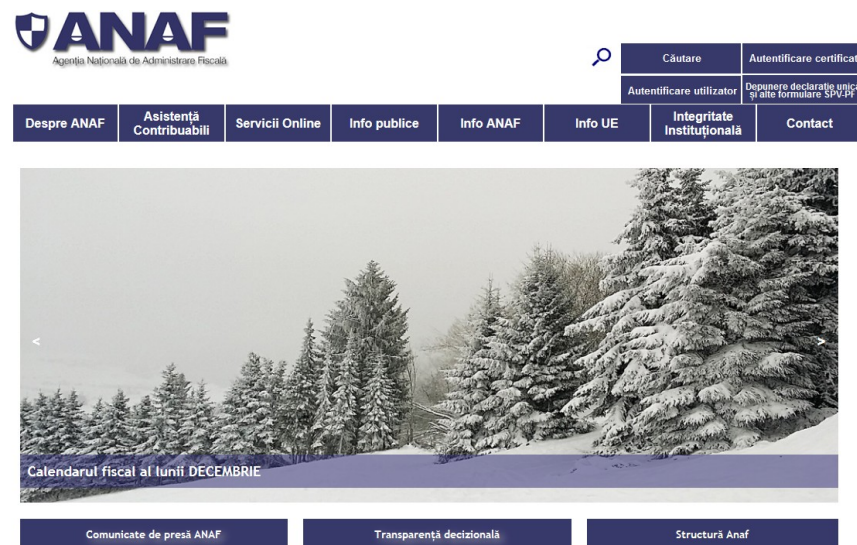 ANAF
Agenția Națională de Administrare Fiscală
Căutare
Autentificare certificat
Autentificare utilizator
Depunere declarație unică
și alte formulare SPV-PF
Despre ANAF
Asistență
Contribuabili
Servicii Online
Info publice
Info ANAF
Info UE
Integritate
Instituțională
Contact
<
>
Calendarul fiscal al lunii DECEMBRIE
Comunicate de presă ANAF
Transparență decizională
Structură Anaf